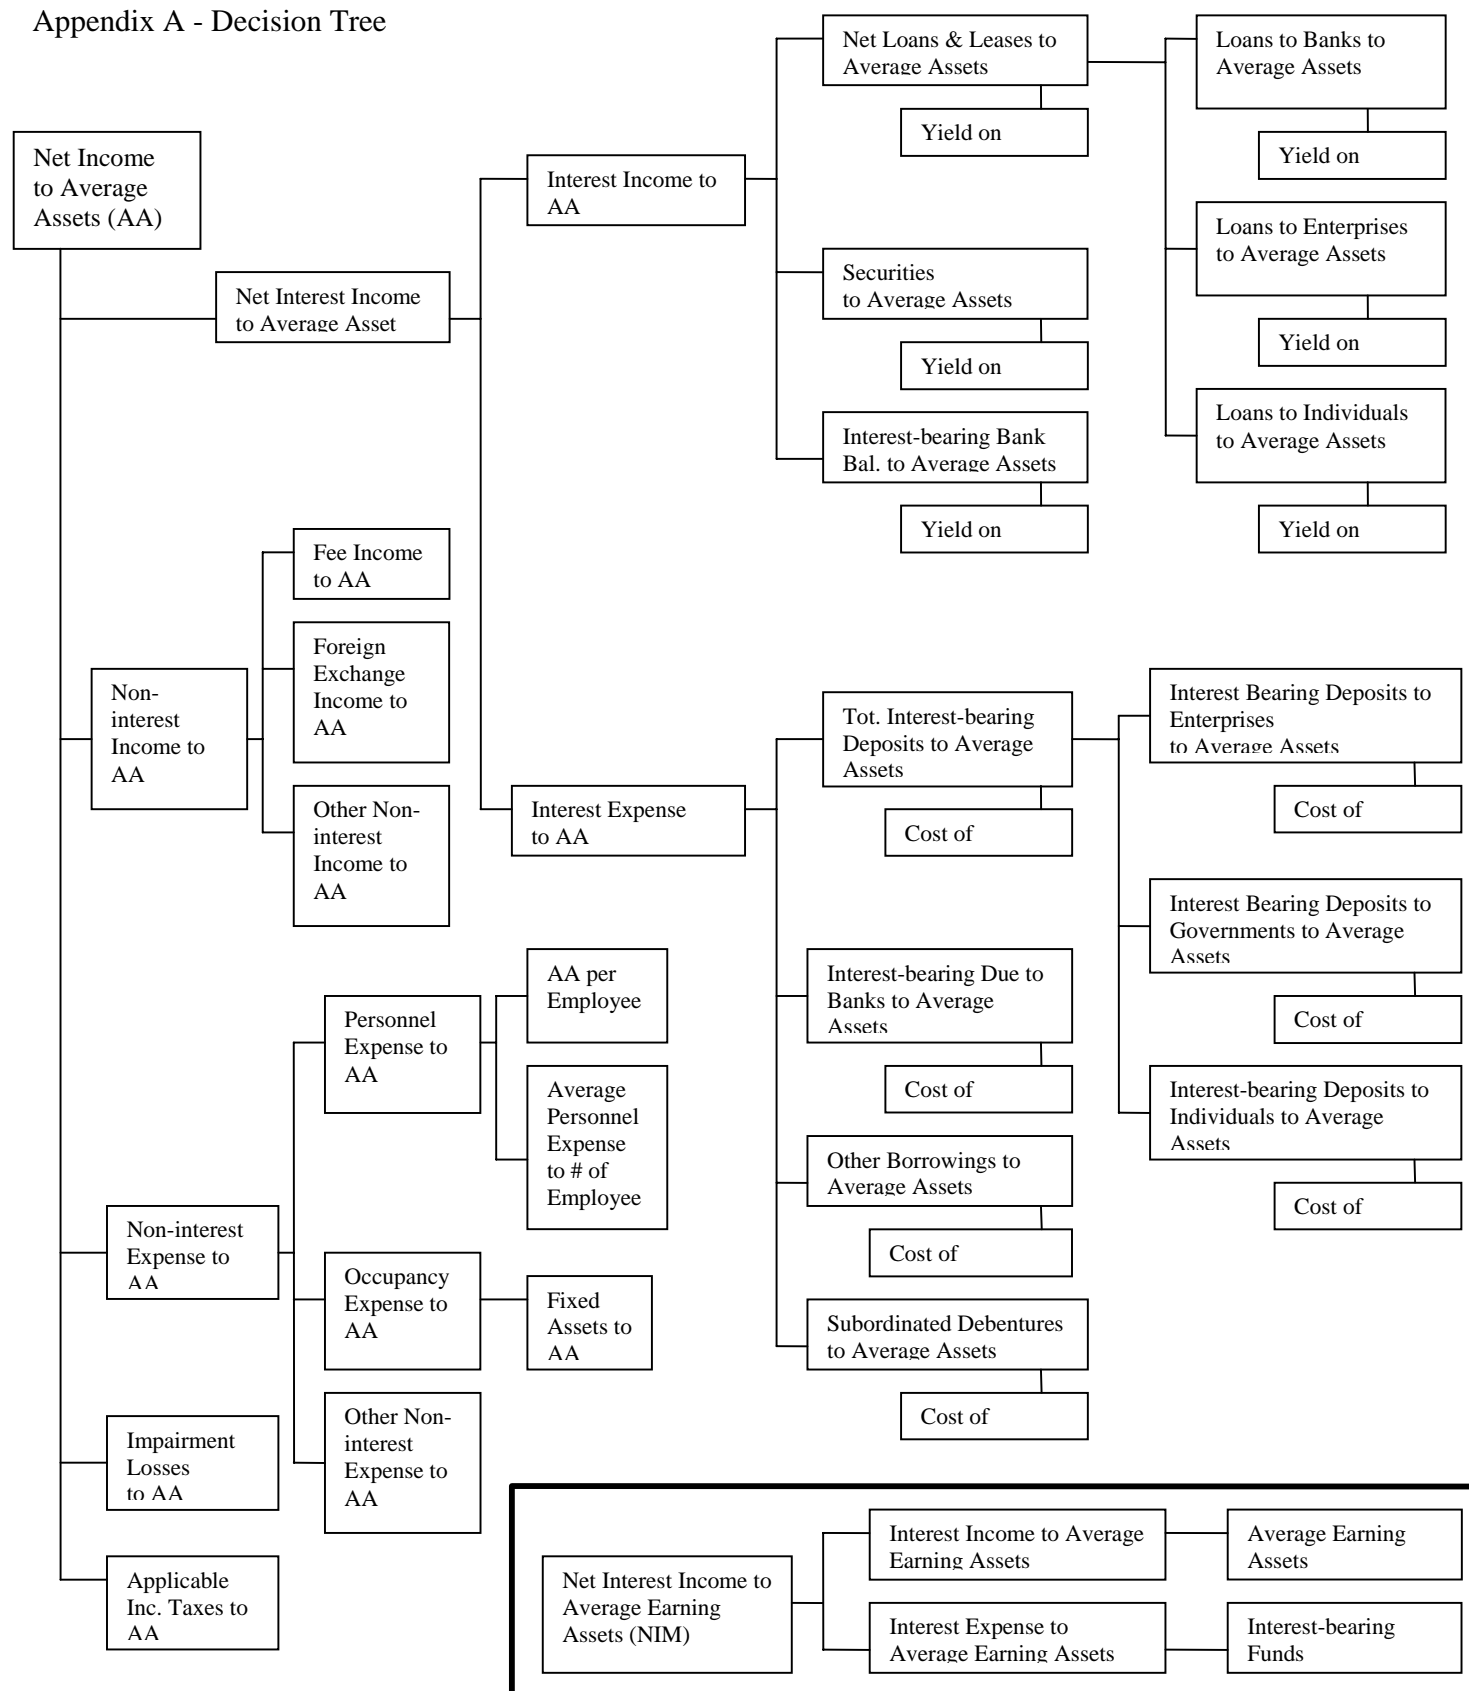 Appendix A - Decision Tree
Net Income
to Average
Assets (AA)
Net Interest Income
to Average Asset
Interest Income to
AA
Net Loans & Leases to
Average Assets
Yield on
Securities
to Average Assets
Yield on
Interest-bearing Bank
Bal. to Average Assets
Yield on
Loans to Banks to
Average Assets
Yield on
Loans to Enterprises
to Average Assets
Yield on
Loans to Individuals
to Average Assets
Yield on
Non-
interest
Income to
AA
Fee Income
to AA
Foreign
Exchange
Income to
AA
Other Non-
interest
Income to
AA
Interest Expense
to AA
Tot. Interest-bearing
Deposits to Average
Assets
Cost of
Interest-bearing Due to
Banks to Average
Assets
Cost of
Other Borrowings to
Average Assets
Cost of
Subordinated Debentures
to Average Assets
Cost of
Interest Bearing Deposits to
Enterprises
to Average Assets
Cost of
Interest Bearing Deposits to
Governments to Average
Assets
Cost of
Interest-bearing Deposits to
Individuals to Average
Assets
Cost of
Non-interest
Expense to
AA
Personnel
Expense to
AA
AA per
Employee
Average
Personnel
Expense
to # of
Employee
Occupancy
Expense to
AA
Fixed
Assets to
AA
Other Non-
interest
Expense to
AA
Impairment
Losses
to AA
Applicable
Inc. Taxes to
AA
Net Interest Income to
Average Earning
Assets (NIM)
Interest Income to Average
Earning Assets
Average Earning
Assets
Interest Expense to
Average Earning Assets
Interest-bearing
Funds